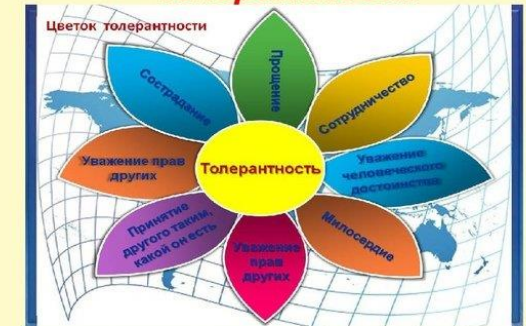 Цветок толерантности
Прощение
Сотрудничество
Уважение
человеческого
достоинства
Милосердие
Уважение
прав
других
Принятие
другого таким,
какой он есть
Уважение прав
других
Сострадание
Толерантность